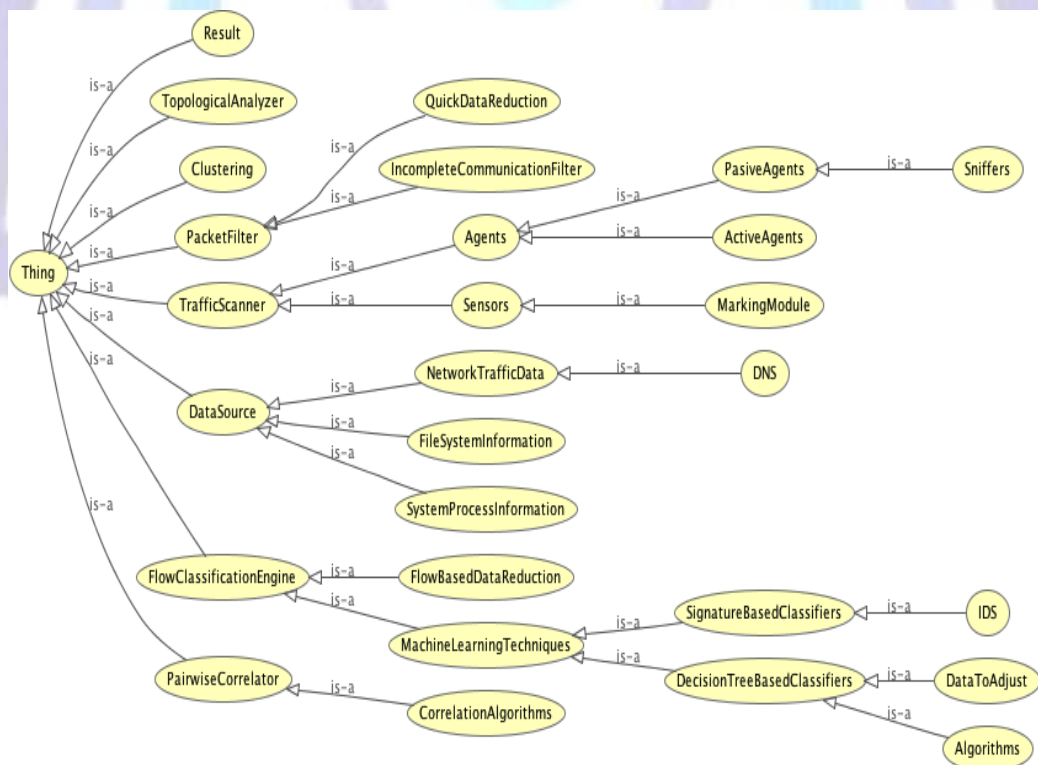 Result
is-a
TopologicalAnalyzer
QuickDataReduction
is-a
is-a
Clustering
IncompleteCommunicationFilter
PasiveAgents
is-a
Sniffers
is-a
is-a
PacketFilter
is-a
Agents
is-a
ActiveAgents
is-a
Thing
is-a
is-a
TrafficScanner
is-a
Sensors
is-a
MarkingModule
is-a
is-a
NetworkTrafficData
is-a
DNS
is-a
DataSource
is-a
FileSystemInformation
is-a
SystemProcessInformation
is-a
FlowClassificationEngine
is-a
FlowBasedDataReduction
is-a
SignatureBasedClassifiers
is-a
IDS
is-a
MachineLearningTechniques
is-a
PairwiseCorrelator
is-a
DecisionTreeBasedClassifiers
is-a
DataToAdjust
CorrelationAlgorithms
is-a
Algorithms